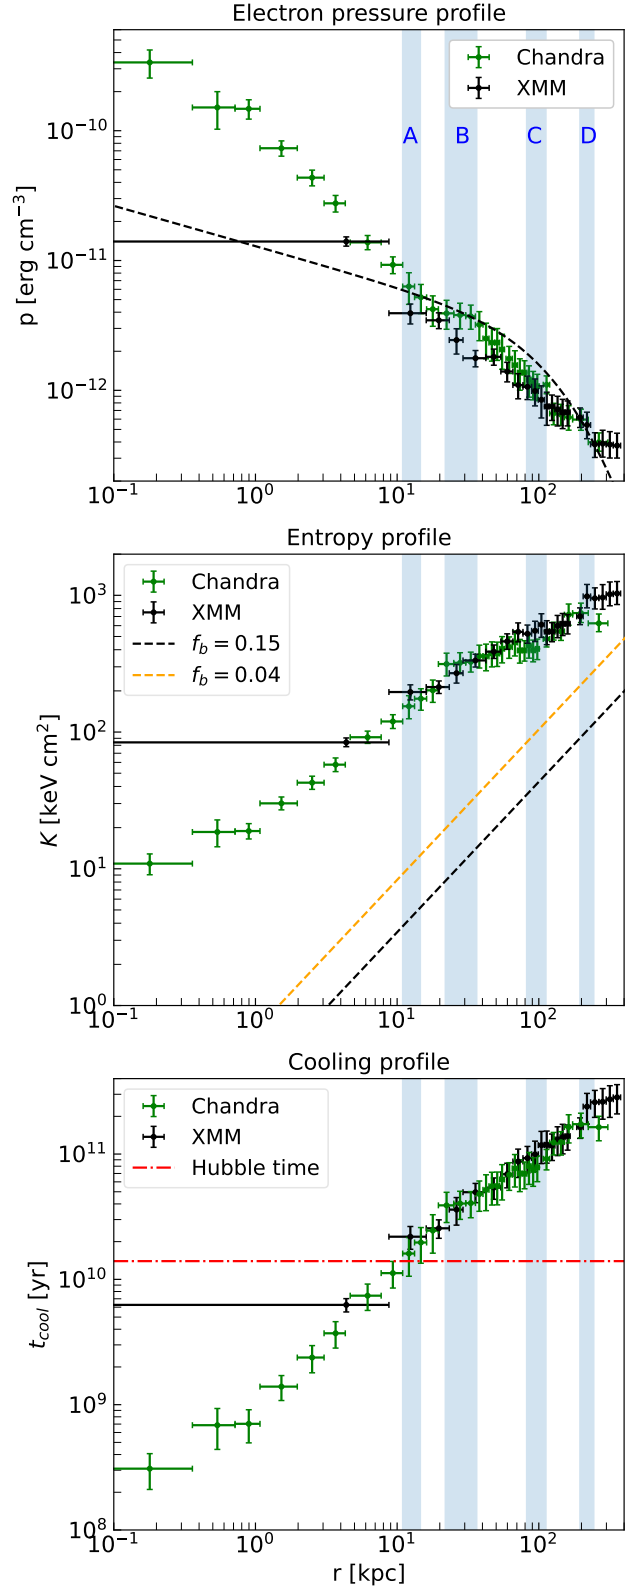 Electron pressure profile
Chandra
XMM
A B C D
p [erg cm⁻³]
10⁻¹⁰
10⁻¹¹
10⁻¹²
10⁻¹ 10⁰ 10¹ 10²
Entropy profile
Chandra
XMM
f_b = 0.15
f_b = 0.04
K [keV cm²]
10³
10²
10¹
10⁰
10⁻¹ 10⁰ 10¹ 10²
Cooling profile
Chandra
XMM
Hubble time
t_cool [yr]
10¹¹
10¹⁰
10⁹
10⁸
10⁻¹ 10⁰ 10¹ 10²
r [kpc]